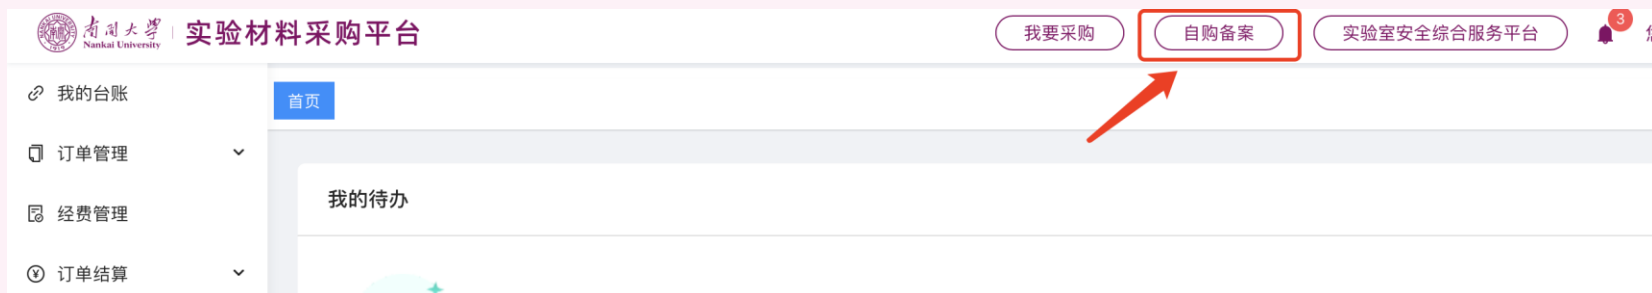 南開大學 Nankai University 实验材料采购平台 我要采购 自购备案 实验室安全综合服务平台 3
我的台账
首页
订单管理
我的待办
经费管理
订单结算